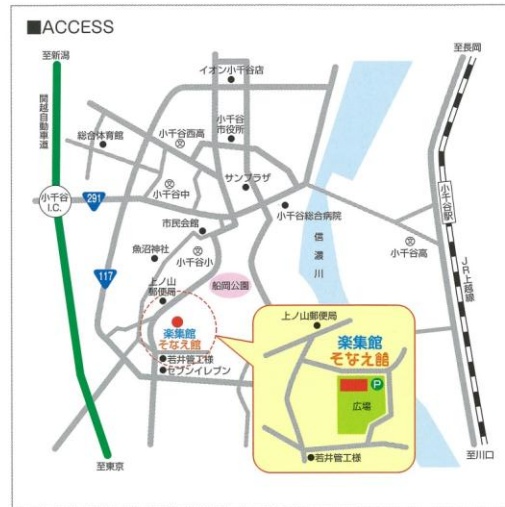 ■ACCESS
至新潟
至長岡
関越自動車道
イオン小千谷店
総合体育館
小千谷西高
小千谷
市役所
小千谷中
サンプラザ
小千谷
I.C.
291
小千谷総合病院
小千谷駅
市民会館
信濃川
小千谷高
JR上越線
魚沼神社
小千谷小
117
船岡公園
上ノ山
郵便局
楽集館
そなえ館
若井管工様
セブンイレブン
上ノ山郵便局
楽集館
そなえ館
P
広場
若井管工様
至東京
至川口